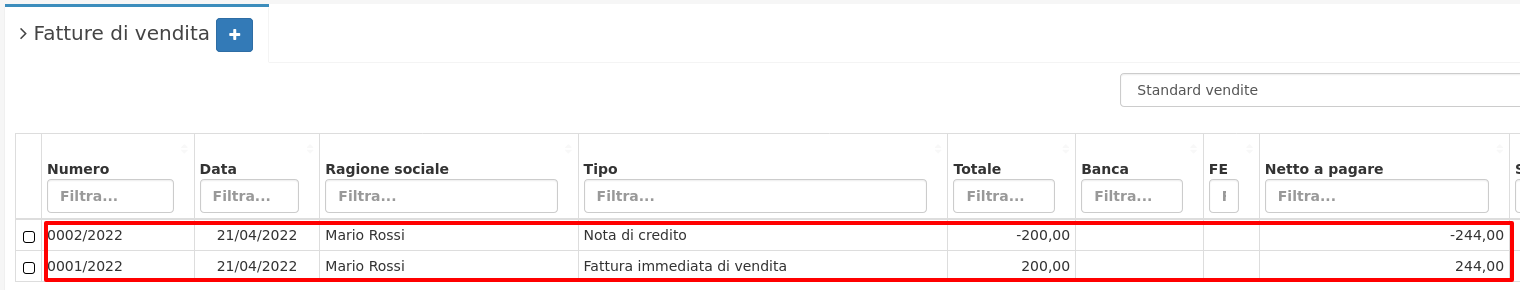 Fatture di vendita
Standard vendite
Numero Data Ragione sociale Tipo Totale Banca FE Netto a pagare
Filtra... Filtra... Filtra... Filtra... Filtra... Filtra... Filtra...
0002/2022 21/04/2022 Mario Rossi Nota di credito -200,00 -244,00
0001/2022 21/04/2022 Mario Rossi Fattura immediata di vendita 200,00 244,00